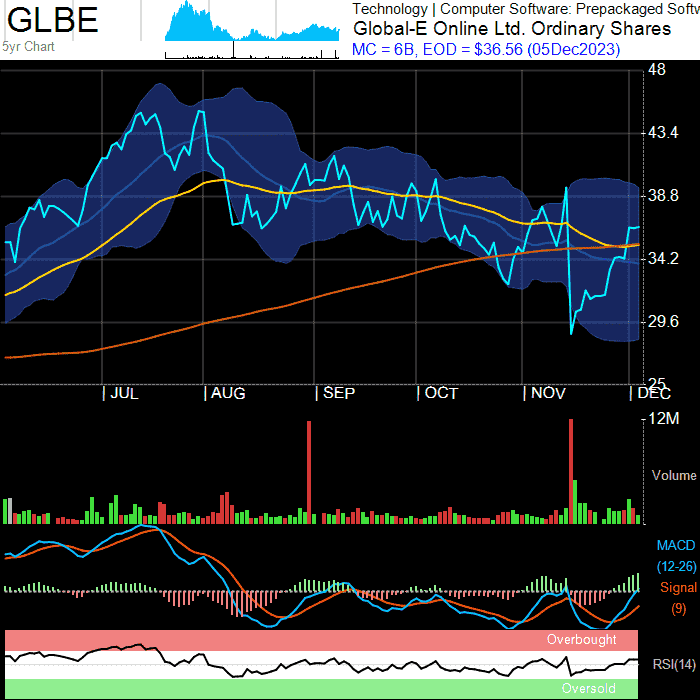 GLBE
5yr Chart
Technology | Computer Software: Prepackaged Softw
Global-E Online Ltd. Ordinary Shares
MC = 6B, EOD = $36.56 (05Dec2023)
48
43.4
38.8
34.2
29.6
25
| JUL | AUG | SEP | OCT | NOV | DEC
12M
Volume
MACD
(12-26)
Signal
(9)
Overbought
RSI(14)
Oversold